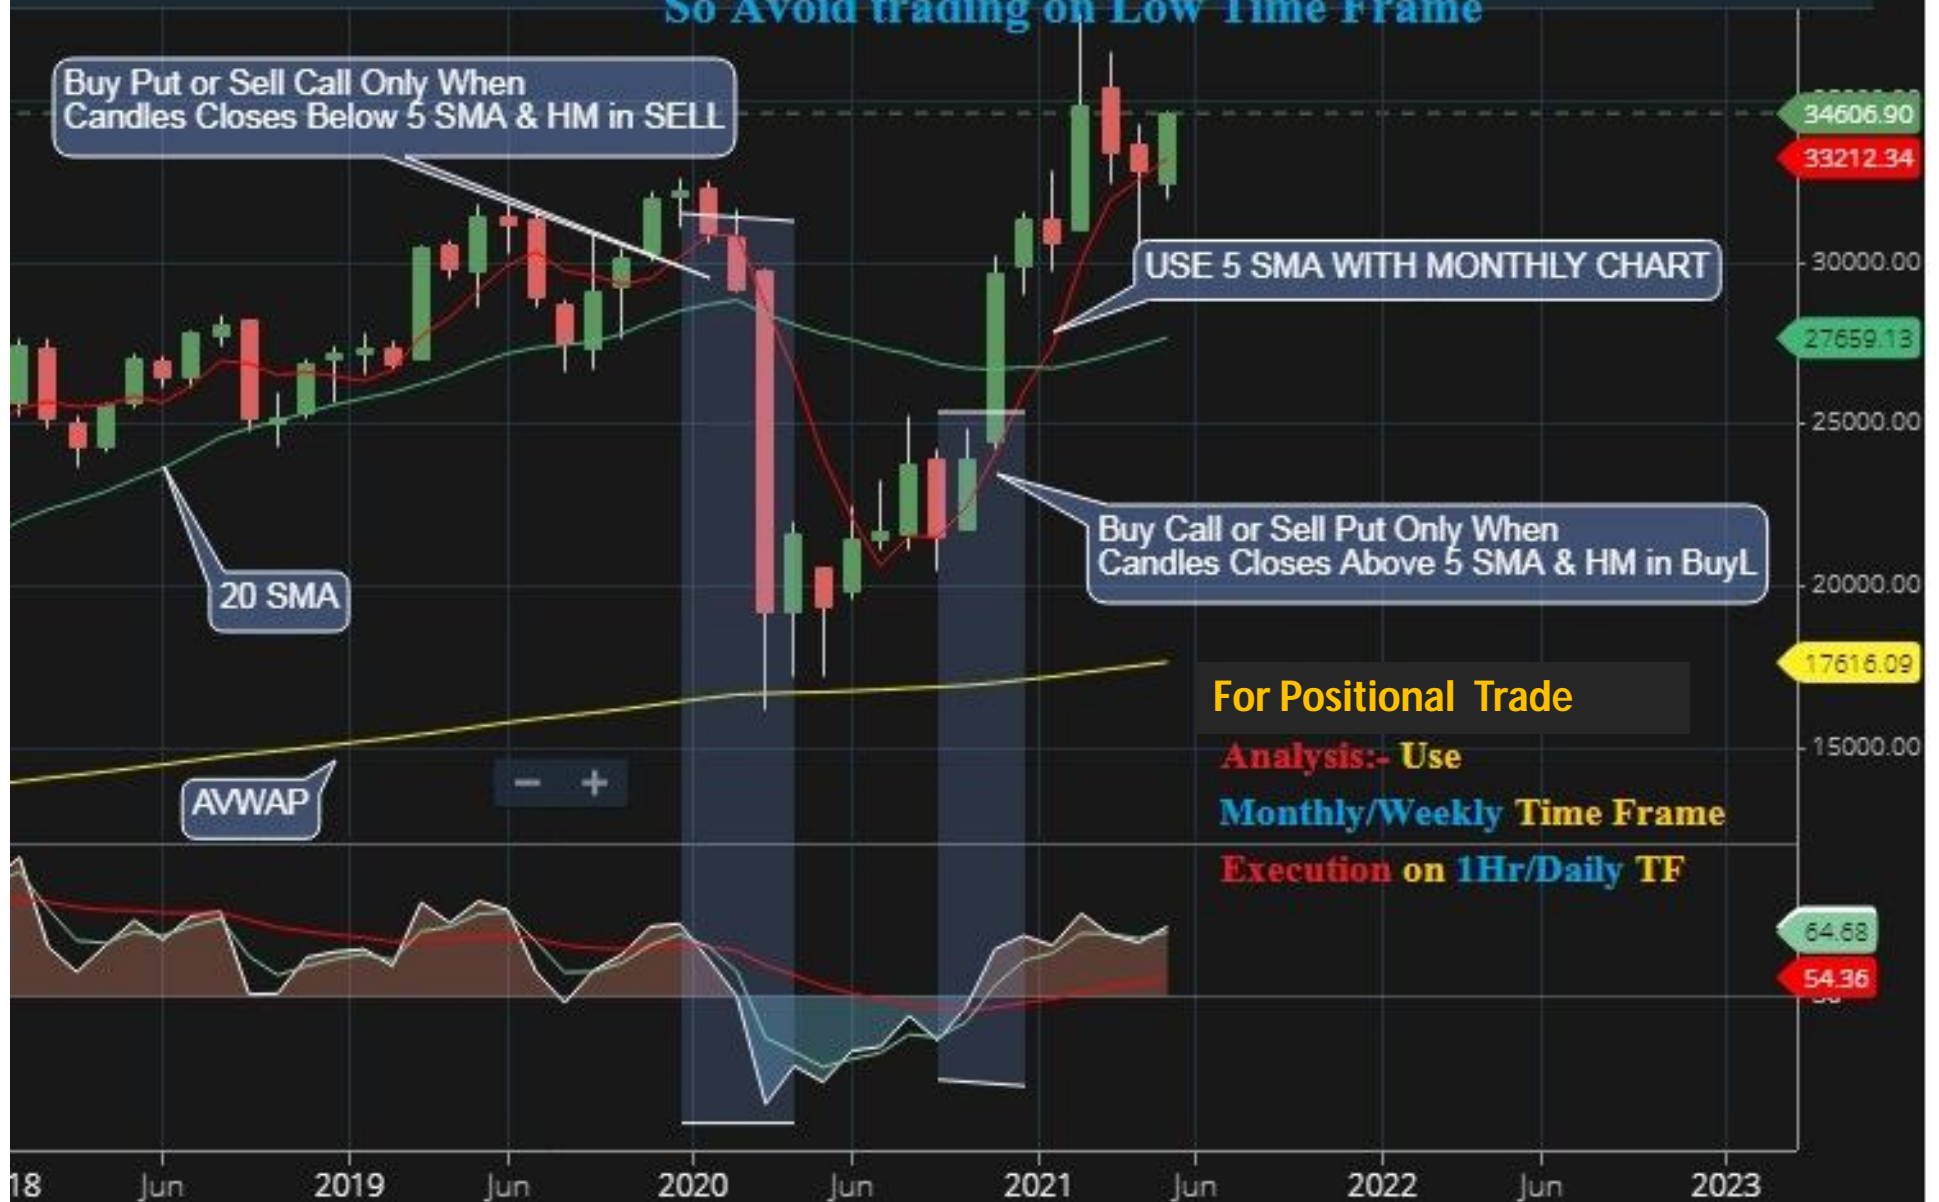 So Avoid trading on Low Time Frame
Buy Put or Sell Call Only When
Candles Closes Below 5 SMA & HM in SELL
34606.90
33212.34
USE 5 SMA WITH MONTHLY CHART
30000.00
27659.13
25000.00
Buy Call or Sell Put Only When
Candles Closes Above 5 SMA & HM in BuyL
20 SMA
20000.00
17616.09
For Positional Trade
15000.00
Analysis:- Use
AVWAP
− +
Monthly/Weekly Time Frame
Execution on 1Hr/Daily TF
64.68
54.36
18 Jun 2019 Jun 2020 Jun 2021 Jun 2022 Jun 2023